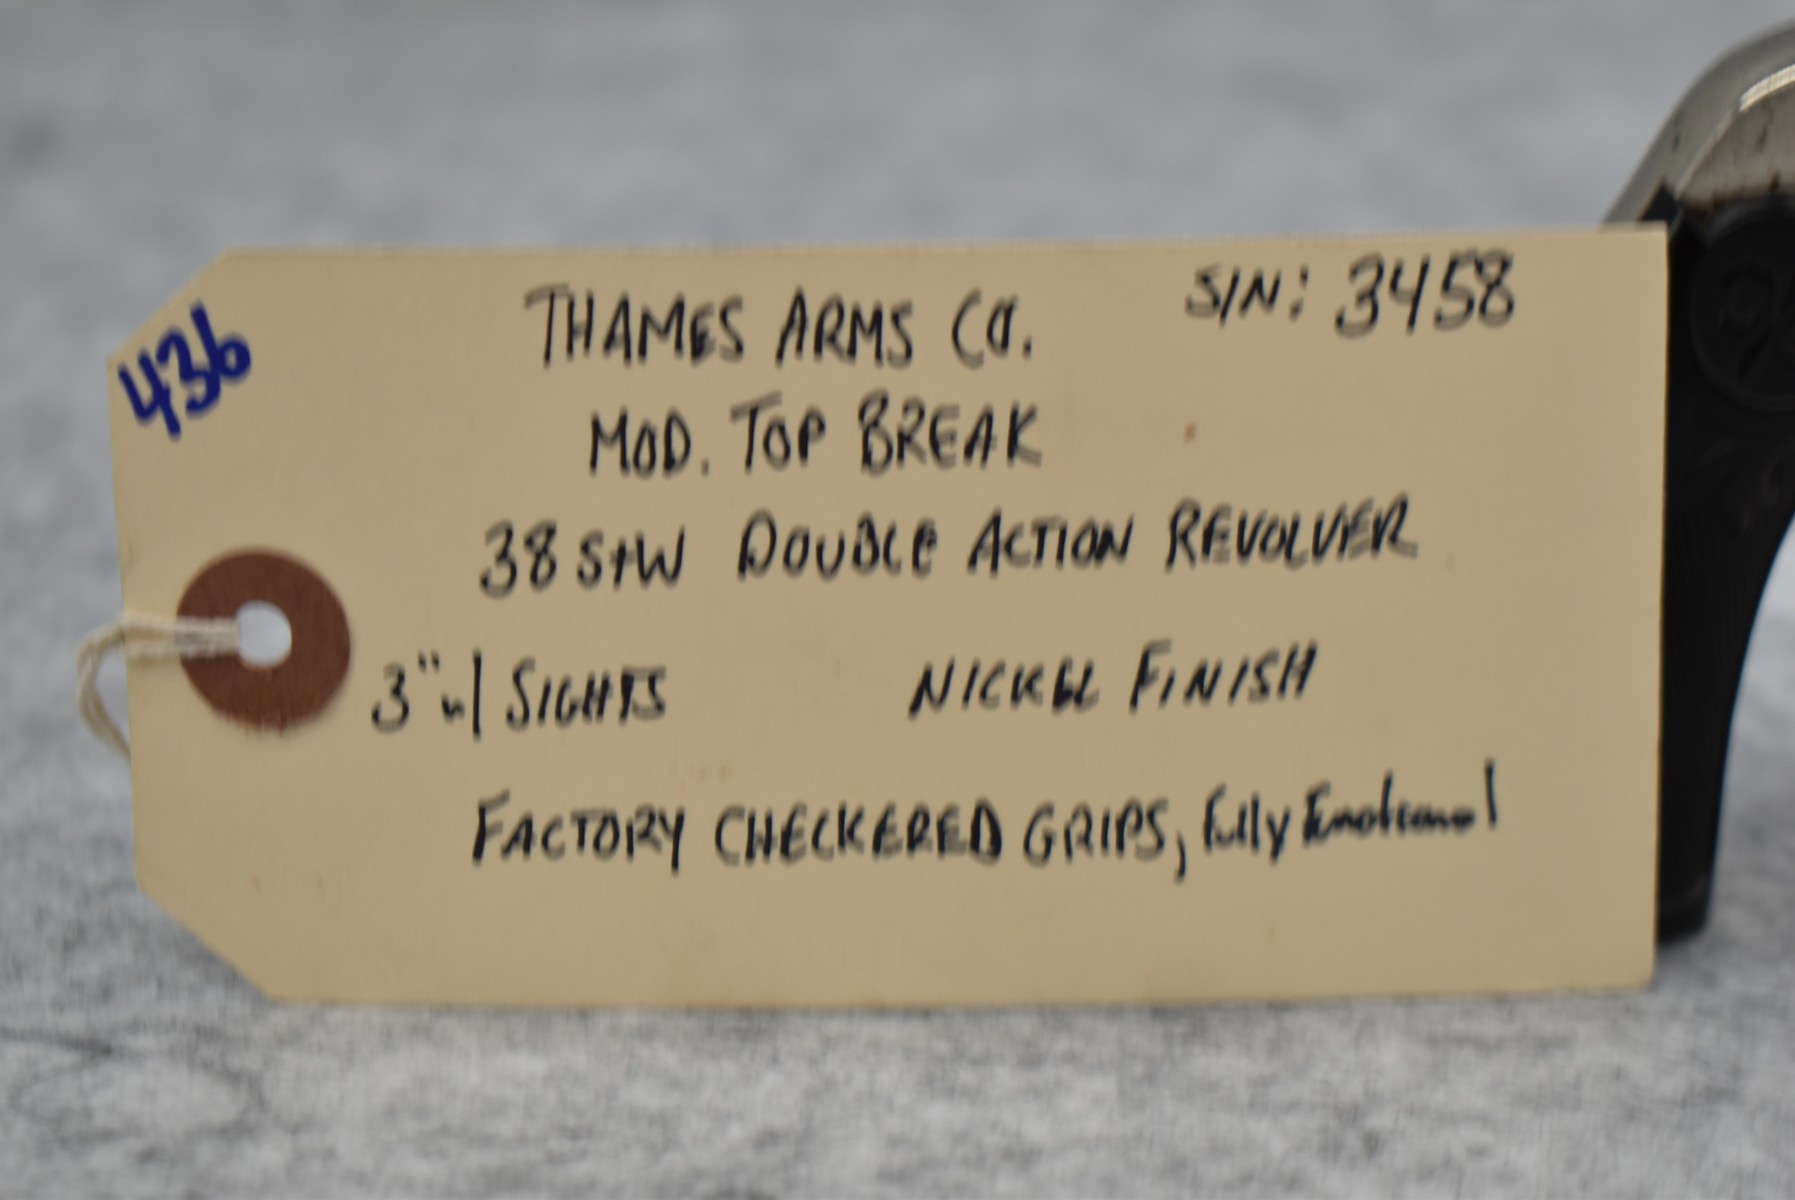 436
THAMES ARMS CO. S/N: 3458
MOD. TOP BREAK
38 S+W DOUBLE ACTION REVOLVER
3" w/ SIGHTS NICKEL FINISH
FACTORY CHECKERED GRIPS, fully